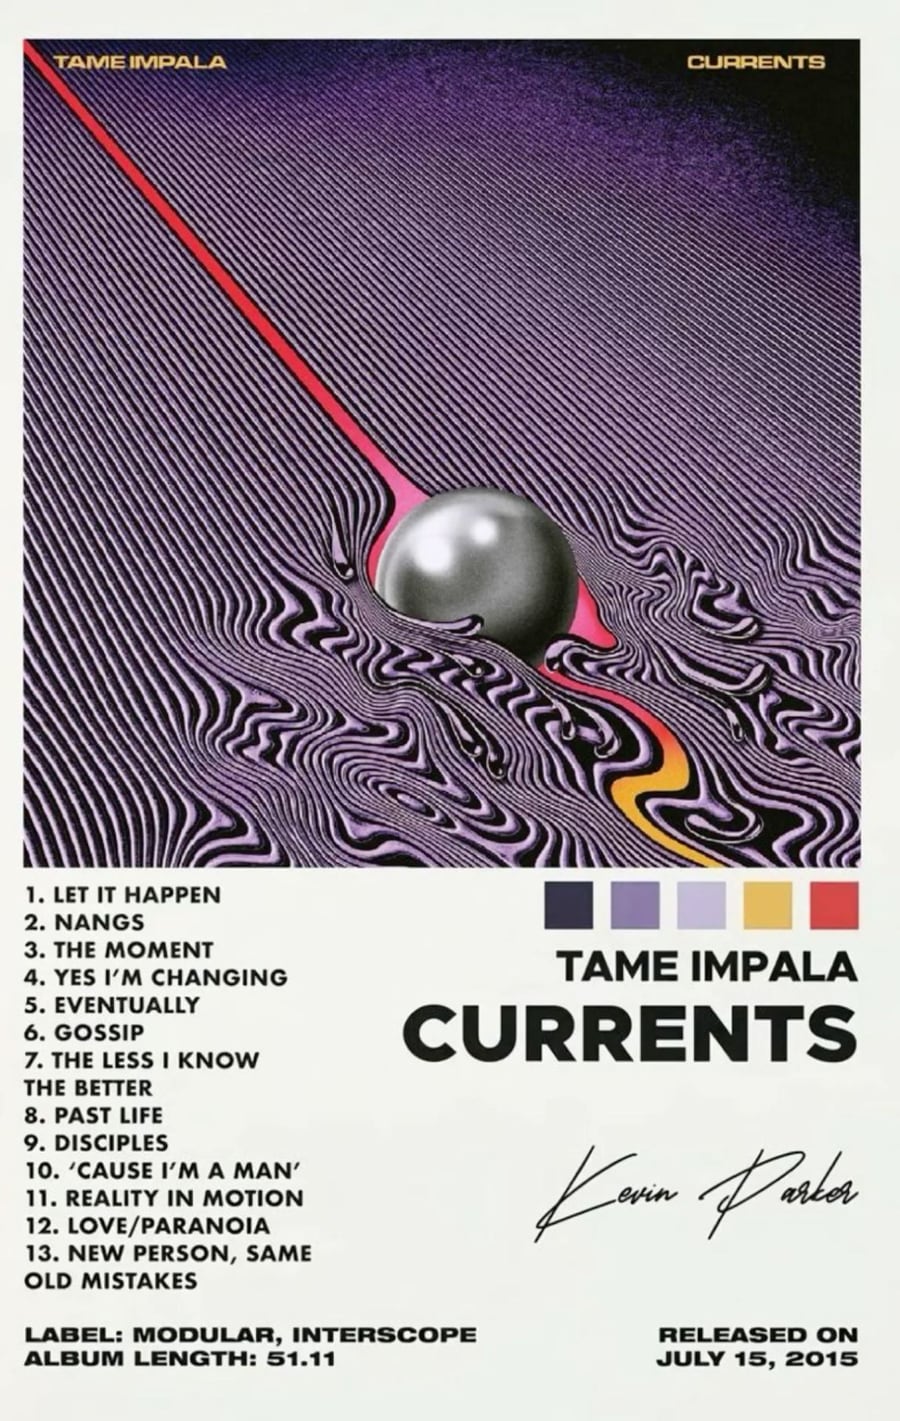 TAME IMPALA
CURRENTS
1. LET IT HAPPEN
2. NANGS
3. THE MOMENT
4. YES I'M CHANGING
5. EVENTUALLY
6. GOSSIP
7. THE LESS I KNOW
THE BETTER
8. PAST LIFE
9. DISCIPLES
10. ‘CAUSE I’M A MAN’
11. REALITY IN MOTION
12. LOVE/PARANOIA
13. NEW PERSON, SAME
OLD MISTAKES
TAME IMPALA
CURRENTS
Kevin Parker
LABEL: MODULAR, INTERSCOPE
ALBUM LENGTH: 51.11
RELEASED ON
JULY 15, 2015